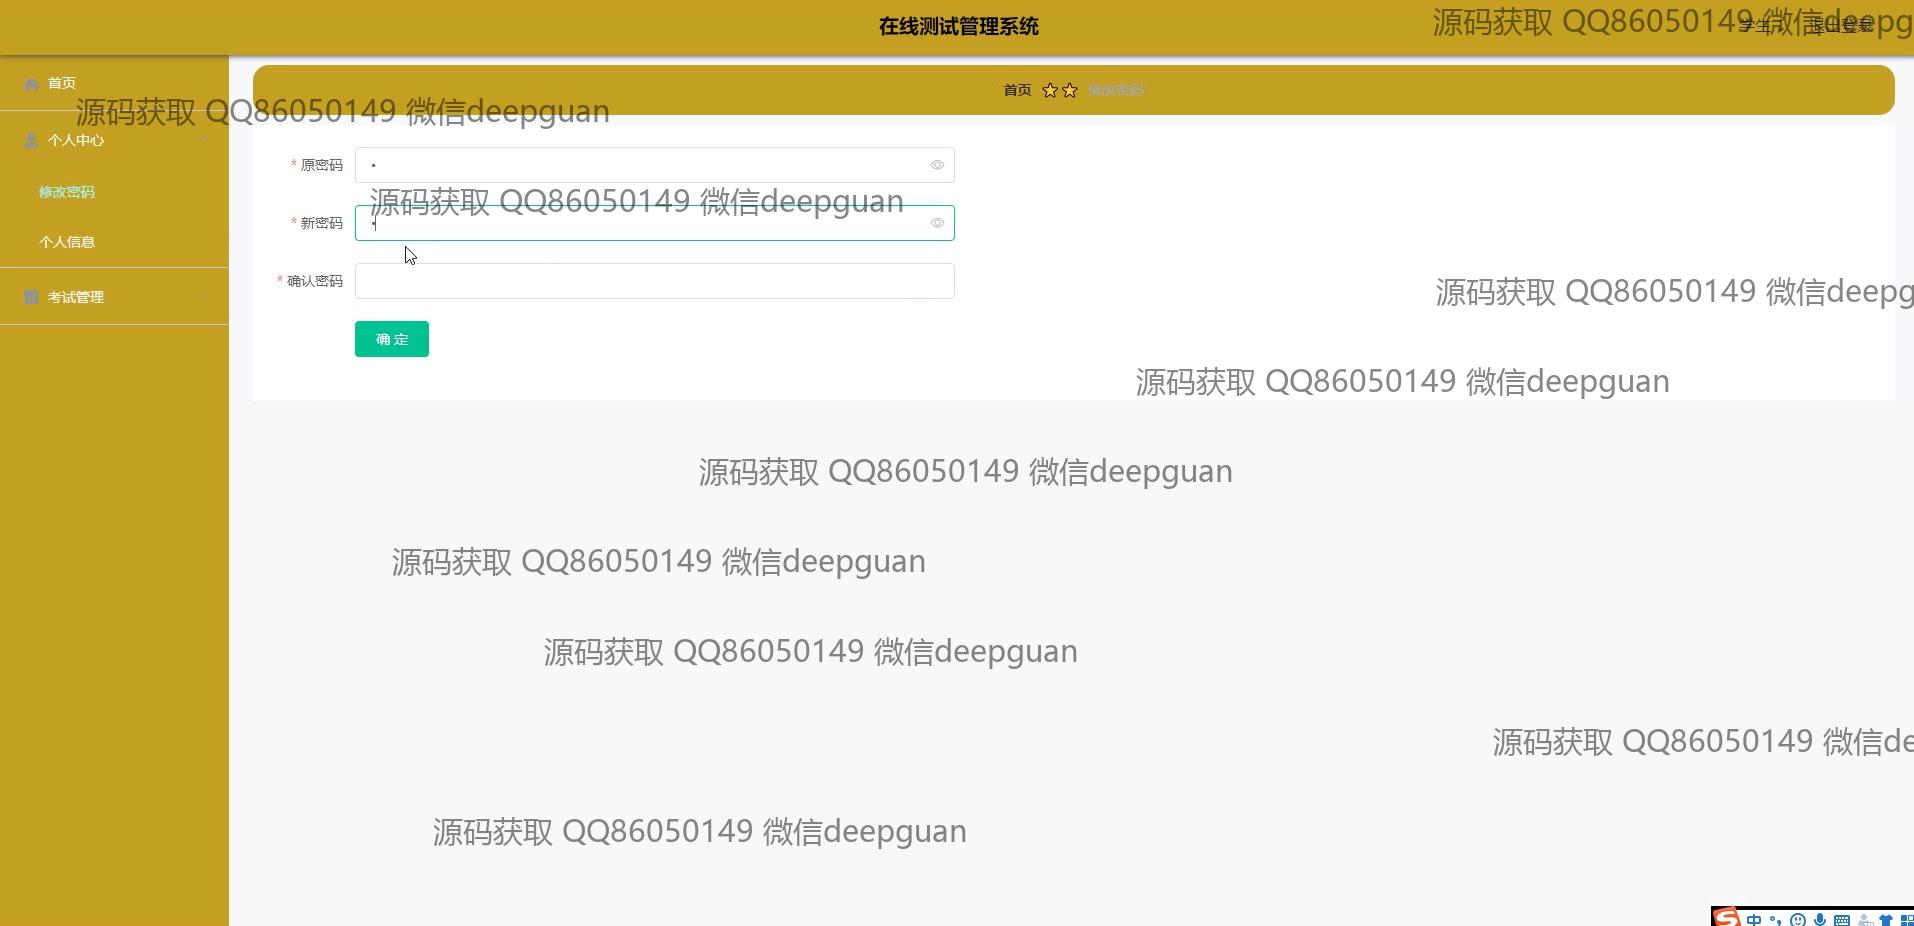 在线测试管理系统
源码获取 QQ86050149 微信deepg
退出登录
首页
首页 修改密码
源码获取 QQ86050149 微信deepguan
个人中心
* 原密码
修改密码
源码获取 QQ86050149 微信deepguan
* 新密码
个人信息
* 确认密码
考试管理
源码获取 QQ86050149 微信deepg
确 定
源码获取 QQ86050149 微信deepguan
源码获取 QQ86050149 微信deepguan
源码获取 QQ86050149 微信deepguan
源码获取 QQ86050149 微信deepguan
源码获取 QQ86050149 微信de
源码获取 QQ86050149 微信deepguan
S 中